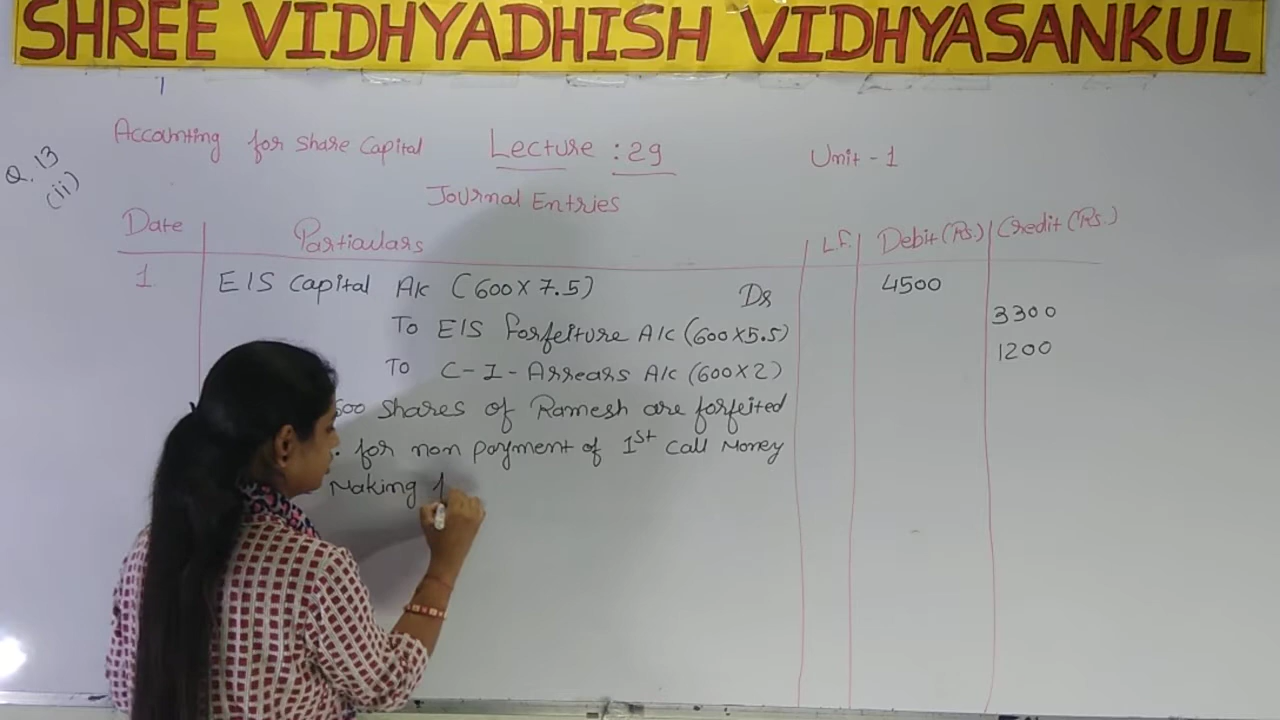 SHREE VIDHYADHISH VIDHYASANKUL
Accounting for Share Capital Lecture : 29 Unit - 1
Q. 13
(ii)
Journal Entries
Date Particulars L.F. Debit (Rs.) Credit (Rs.)
1 E/S Capital A/c (600 X 7.5) Dr 4500
To E/S Forfeiture A/c (600 X 5.5) 3300
To C-I-Arrears A/c (600 X 2) 1200
600 Shares of Ramesh are forfeited
for non payment of 1st Call Money
Making